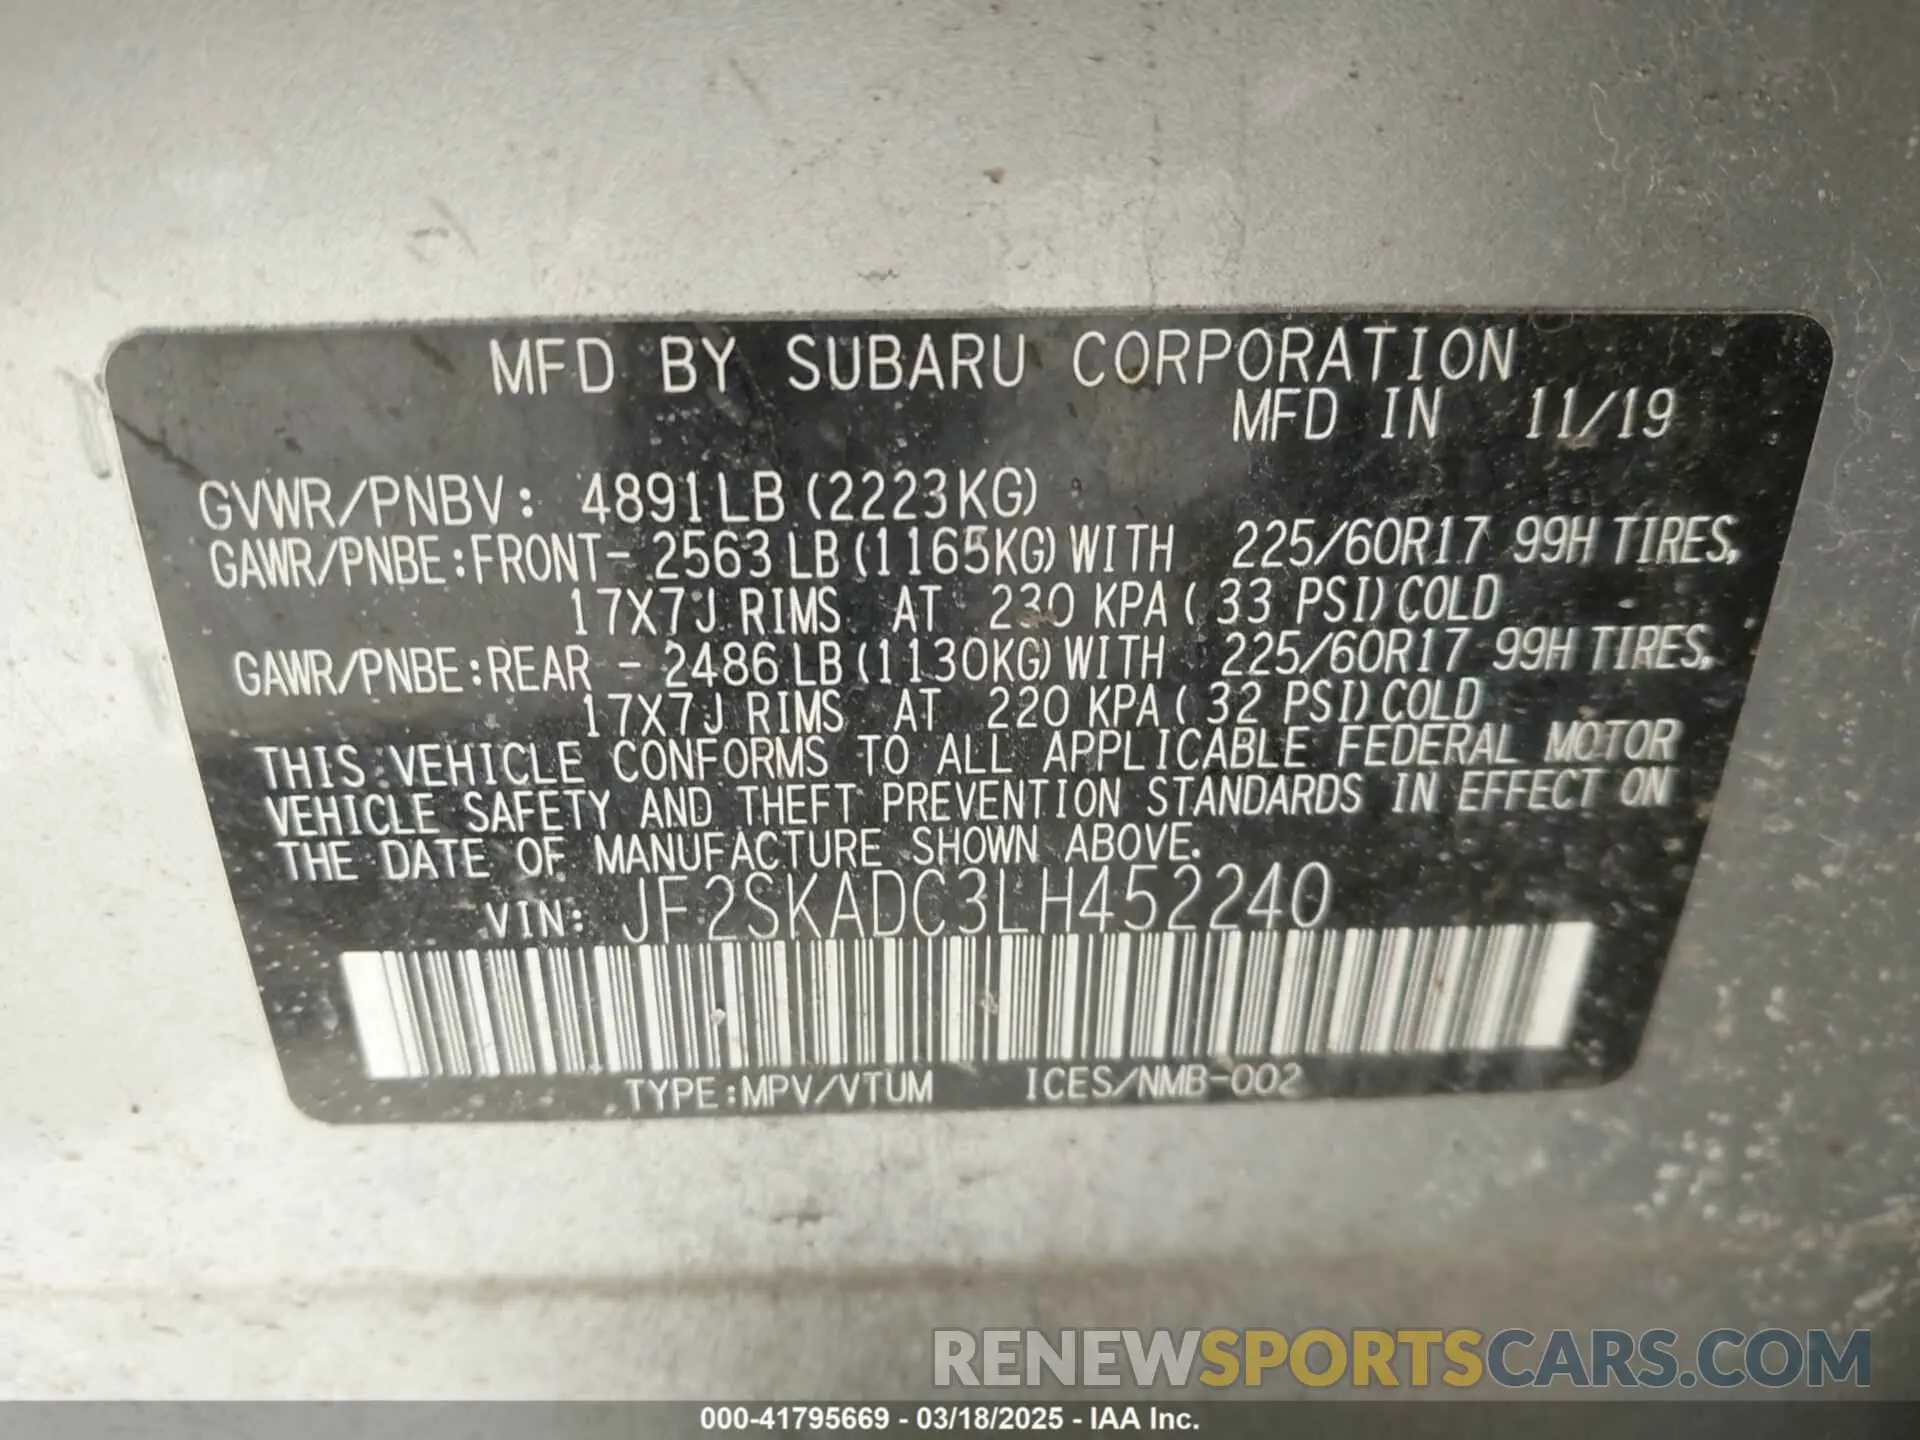 MFD BY SUBARU CORPORATION
MFD IN 11/19
GVWR/PNBV: 4891LB (2223KG)
GAWR/PNBE:FRONT- 2563 LB(1165KG)WITH 225/60R17 99H TIRES,
17X7J RIMS AT 230 KPA( 33 PSI)COLD
GAWR/PNBE:REAR - 2486 LB(1130KG)WITH 225/60R17 99H TIRES,
17X7J RIMS AT 220 KPA( 32 PSI)COLD
THIS VEHICLE CONFORMS TO ALL APPLICABLE FEDERAL MOTOR
VEHICLE SAFETY AND THEFT PREVENTION STANDARDS IN EFFECT ON
THE DATE OF MANUFACTURE SHOWN ABOVE.
VIN: JF2SKADC3LH452240
TYPE:MPV/VTUM ICES/NMB-002
RENEWSPORTSCARS.COM
000-41795669 - 03/18/2025 - IAA Inc.